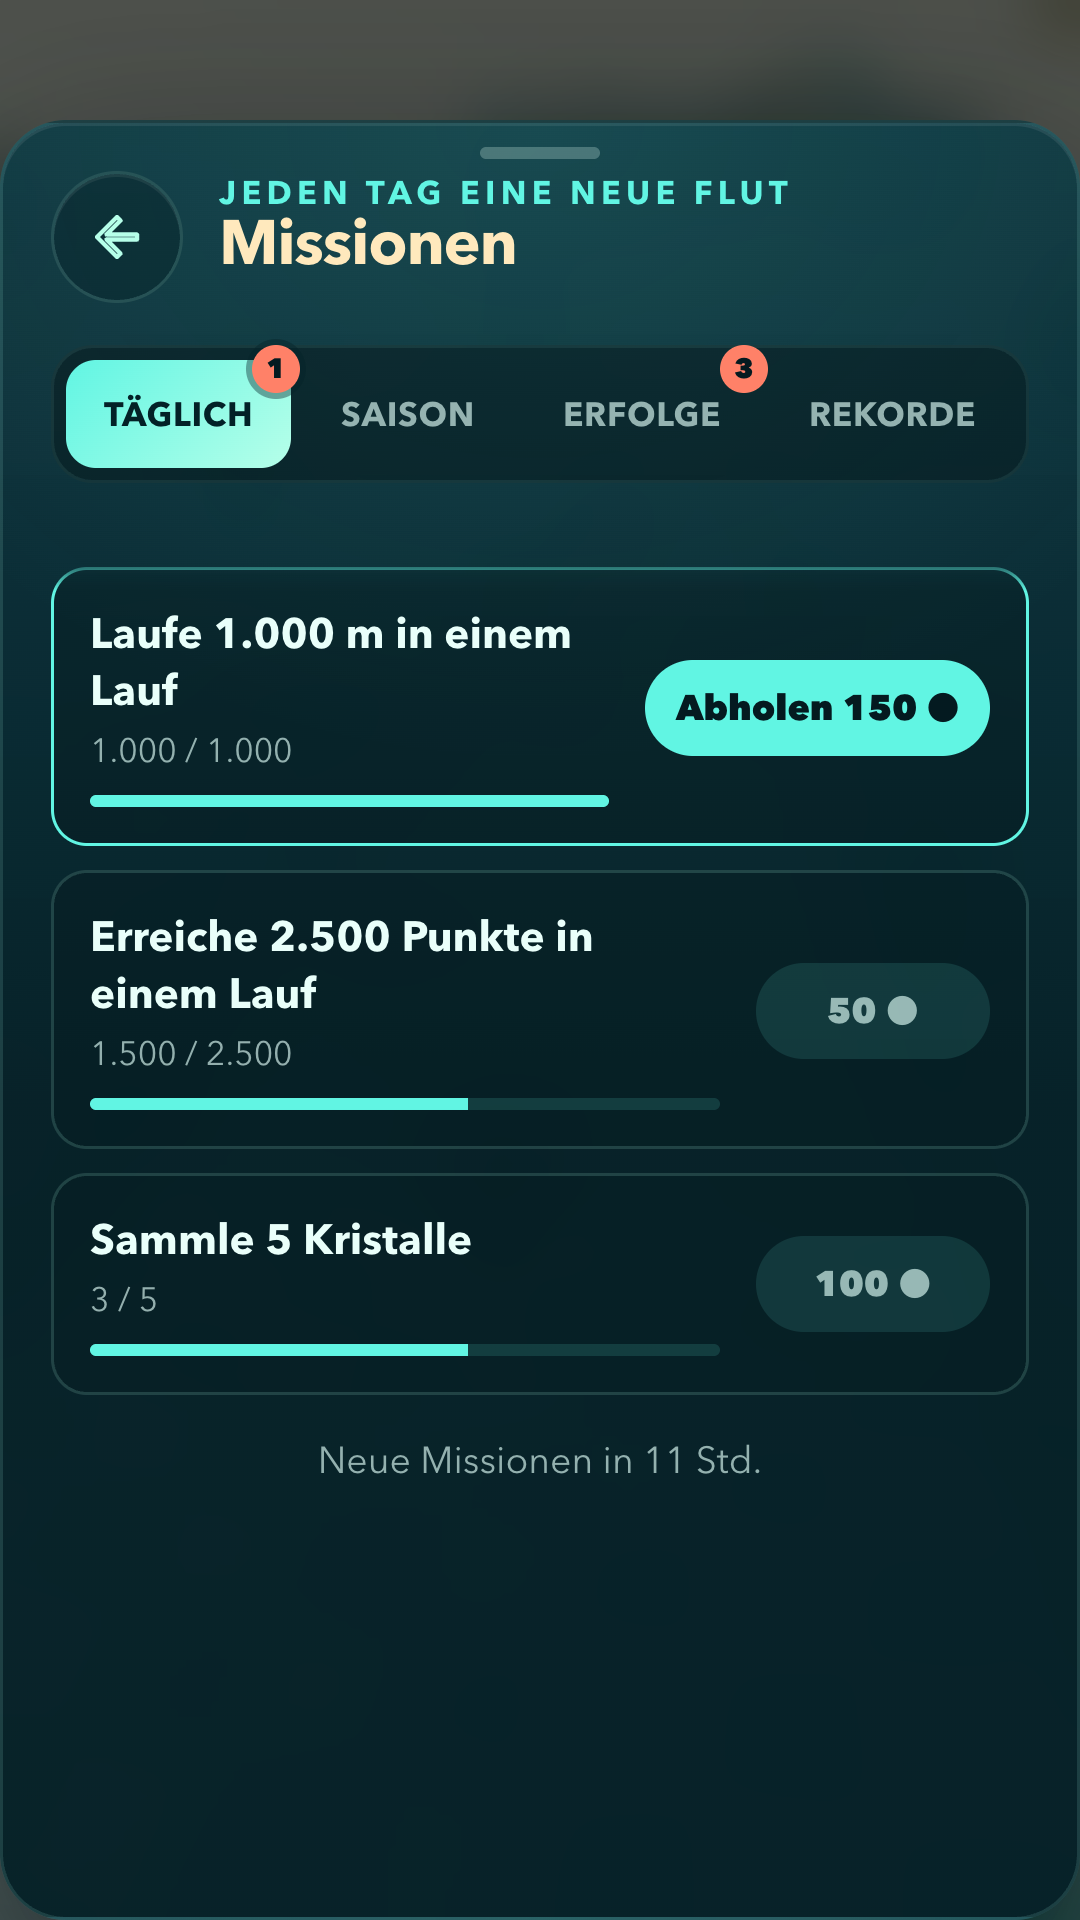 JEDEN TAG EINE NEUE FLUT
Missionen
TÄGLICH 1 SAISON ERFOLGE 3 REKORDE
Laufe 1.000 m in einem
Lauf
1.000 / 1.000
Abholen 150
Erreiche 2.500 Punkte in
einem Lauf
1.500 / 2.500
50
Sammle 5 Kristalle
3 / 5
100
Neue Missionen in 11 Std.